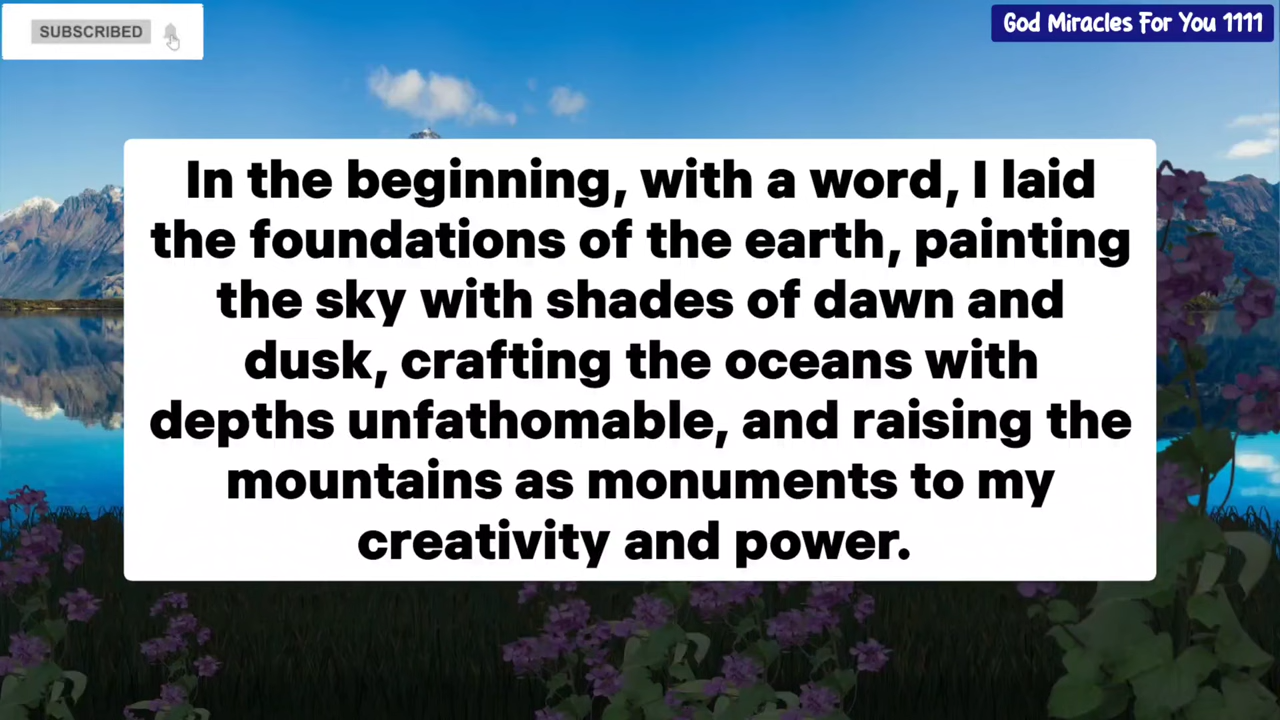 SUBSCRIBED
God Miracles For You 1111
In the beginning, with a word, I laid
the foundations of the earth, painting
the sky with shades of dawn and
dusk, crafting the oceans with
depths unfathomable, and raising the
mountains as monuments to my
creativity and power.